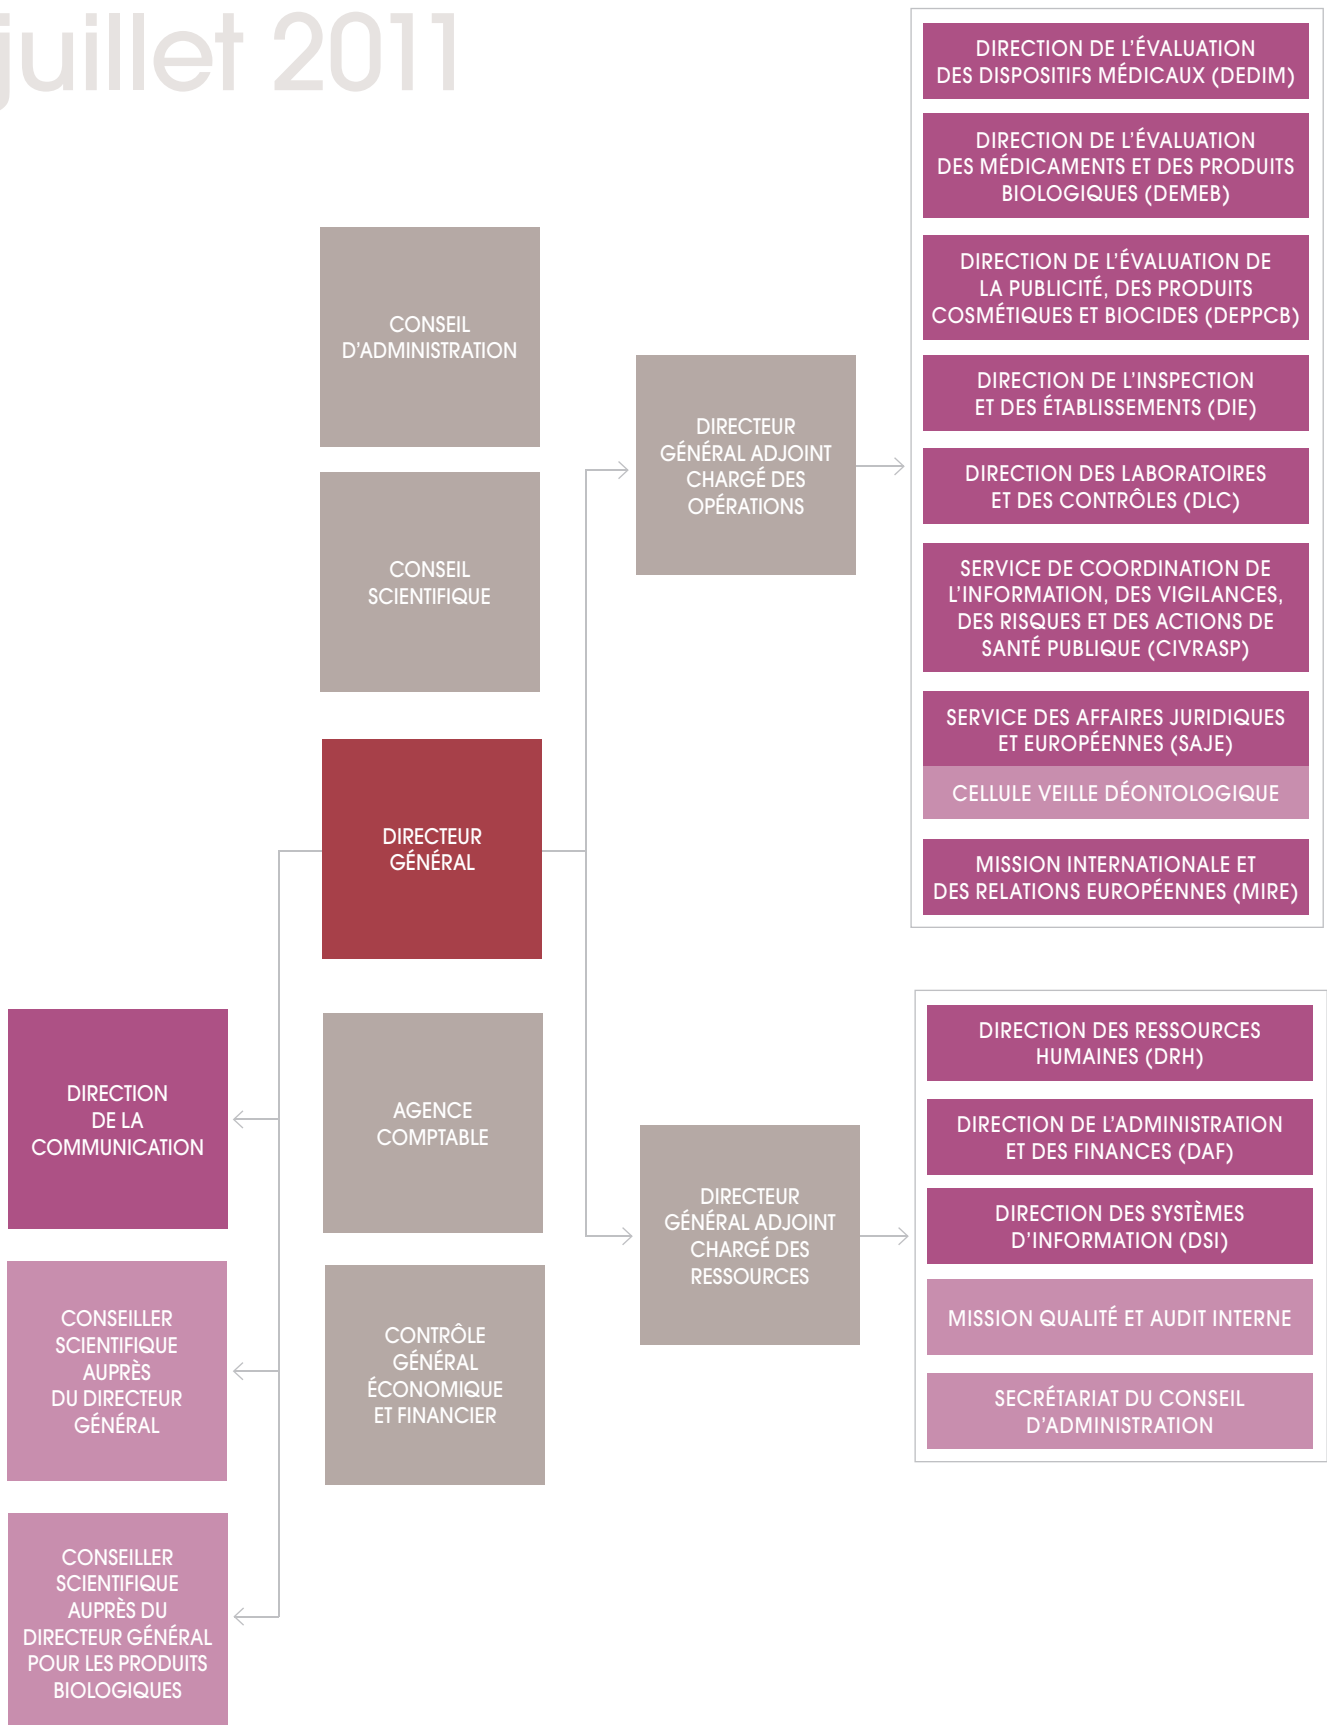 juillet 2011
CONSEIL
D'ADMINISTRATION
CONSEIL
SCIENTIFIQUE
DIRECTEUR
GÉNÉRAL
AGENCE
COMPTABLE
CONTRÔLE
GÉNÉRAL
ÉCONOMIQUE
ET FINANCIER
DIRECTION
DE LA
COMMUNICATION
CONSEILLER
SCIENTIFIQUE
AUPRÈS
DU DIRECTEUR
GÉNÉRAL
CONSEILLER
SCIENTIFIQUE
AUPRÈS DU
DIRECTEUR GÉNÉRAL
POUR LES PRODUITS
BIOLOGIQUES
DIRECTEUR
GÉNÉRAL ADJOINT
CHARGÉ DES
OPÉRATIONS
DIRECTION DE L'ÉVALUATION
DES DISPOSITIFS MÉDICAUX (DEDIM)
DIRECTION DE L'ÉVALUATION
DES MÉDICAMENTS ET DES PRODUITS
BIOLOGIQUES (DEMEB)
DIRECTION DE L'ÉVALUATION DE
LA PUBLICITÉ, DES PRODUITS
COSMÉTIQUES ET BIOCIDES (DEPPCB)
DIRECTION DE L'INSPECTION
ET DES ÉTABLISSEMENTS (DIE)
DIRECTION DES LABORATOIRES
ET DES CONTRÔLES (DLC)
SERVICE DE COORDINATION DE
L'INFORMATION, DES VIGILANCES,
DES RISQUES ET DES ACTIONS DE
SANTÉ PUBLIQUE (CIVRASP)
SERVICE DES AFFAIRES JURIDIQUES
ET EUROPÉENNES (SAJE)
CELLULE VEILLE DÉONTOLOGIQUE
MISSION INTERNATIONALE ET
DES RELATIONS EUROPÉENNES (MIRE)
DIRECTEUR
GÉNÉRAL ADJOINT
CHARGÉ DES
RESSOURCES
DIRECTION DES RESSOURCES
HUMAINES (DRH)
DIRECTION DE L'ADMINISTRATION
ET DES FINANCES (DAF)
DIRECTION DES SYSTÈMES
D'INFORMATION (DSI)
MISSION QUALITÉ ET AUDIT INTERNE
SECRÉTARIAT DU CONSEIL
D'ADMINISTRATION